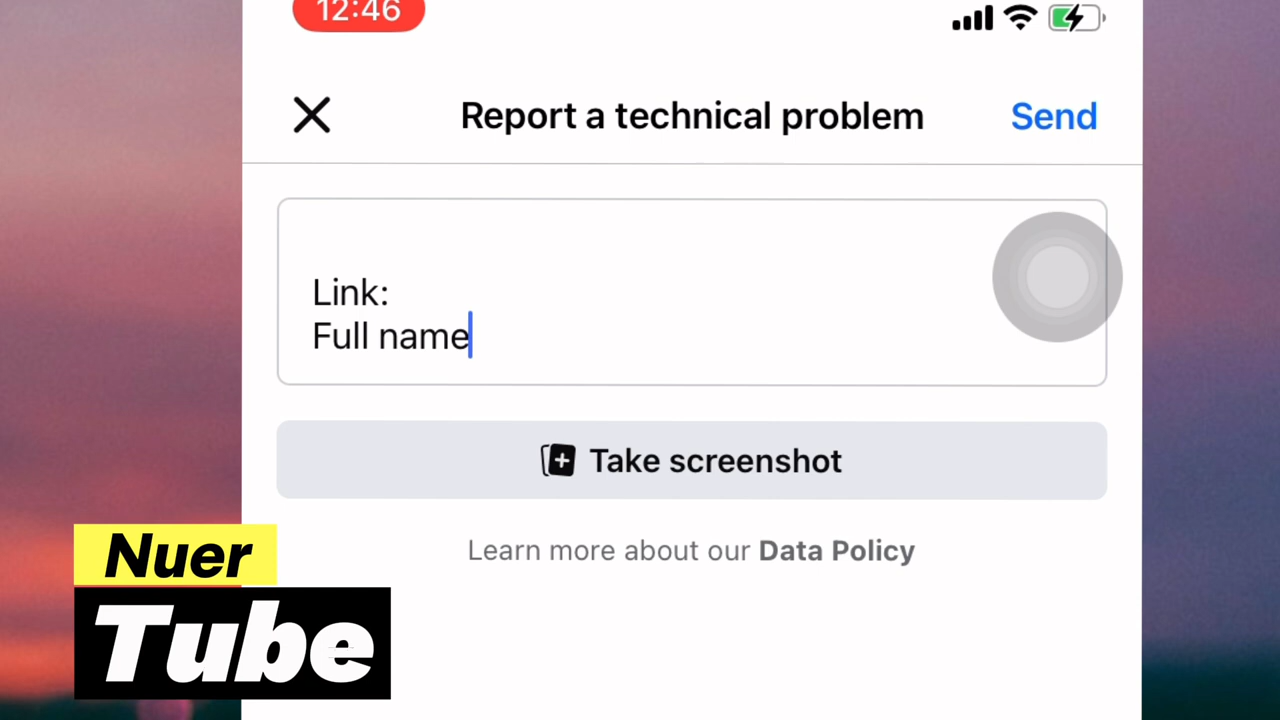 12:46
Report a technical problem
Send
Link:
Full name
Take screenshot
Learn more about our Data Policy
Nuer
Tube